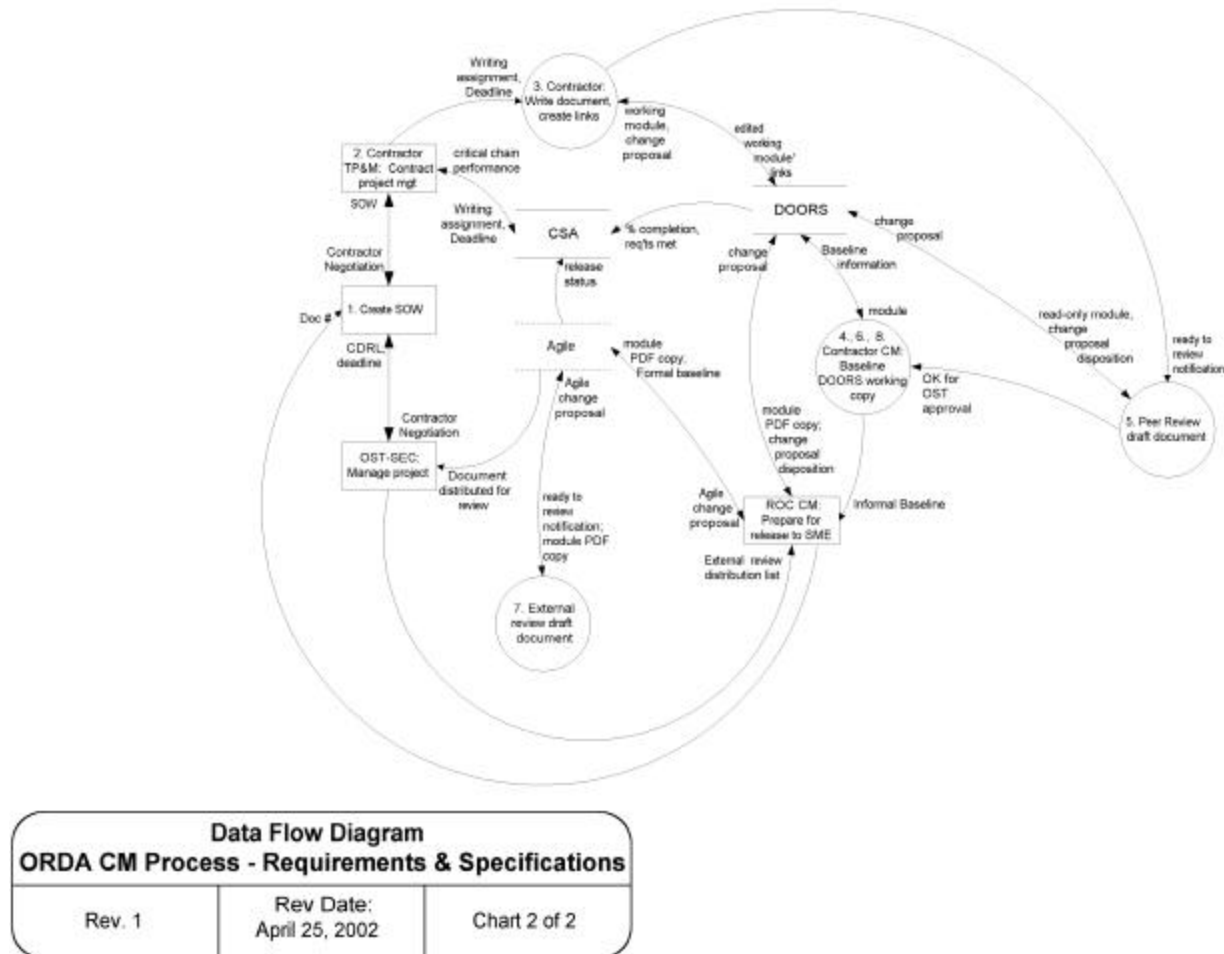 Writing
assignment,
Deadline
3. Contractor:
Write document,
create links
working
module,
change
proposal
edited
working
module'
links
2. Contractor
TP&M: Contract
project mgt
critical chain
performance
SOW
Writing
assignment,
Deadline
CSA
% completion,
req'ts met
DOORS
change
proposal
change
proposal
Baseline
information
Contractor
Negotiation
release
status
Doc #
1. Create SOW
module
read-only module,
change
proposal
disposition
ready to
review
notification
CDRL,
deadline
Agile
module
PDF copy;
Formal baseline
4., 6., 8.
Contractor CM:
Baseline
DOORS working
copy
OK for
OST
approval
Agile
change
proposal
Contractor
Negotiation
module
PDF copy;
change
proposal
disposition
5. Peer Review
draft document
OST-SEC:
Manage project
Document
distributed for
review
ready to
review
notification;
module PDF
copy
Agile
change
proposal
ROC CM:
Prepare for
release to SME
Informal Baseline
External review
distribution list
7. External
review draft
document
Data Flow Diagram
ORDA CM Process - Requirements & Specifications
Rev. 1
Rev Date:
April 25, 2002
Chart 2 of 2